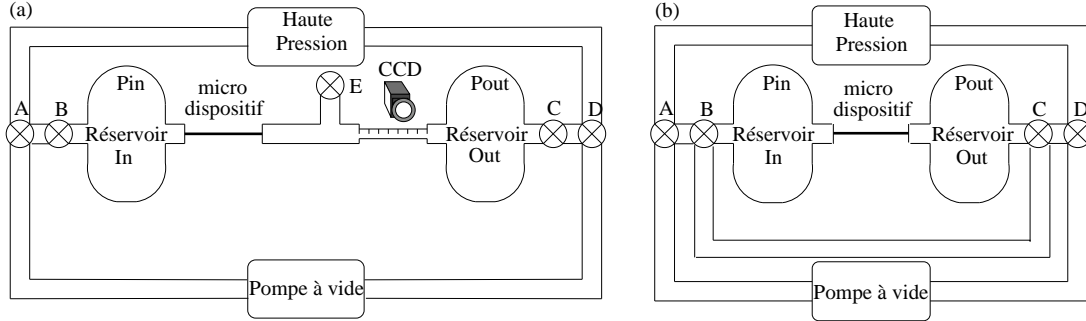 (a)
Haute
Pression
Pin
micro
dispositif
E
CCD
Pout
A
B
C
D
Réservoir
In
Réservoir
Out
Pompe à vide
(b)
Haute
Pression
Pin
micro
dispositif
Pout
A
B
C
D
Réservoir
In
Réservoir
Out
Pompe à vide